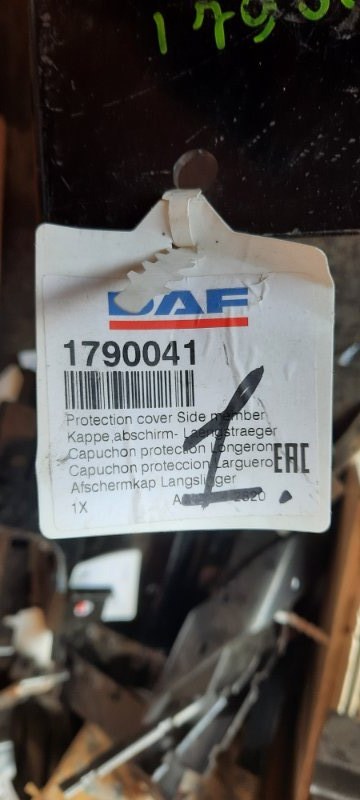 DAF
1790041
Protection cover Side member
Kappe,abschirm- Laengstraeger
Capuchon protection Longeron
Capuchon proteccion Larguero
EAC
Afschermkap Langsligger
1X
1.